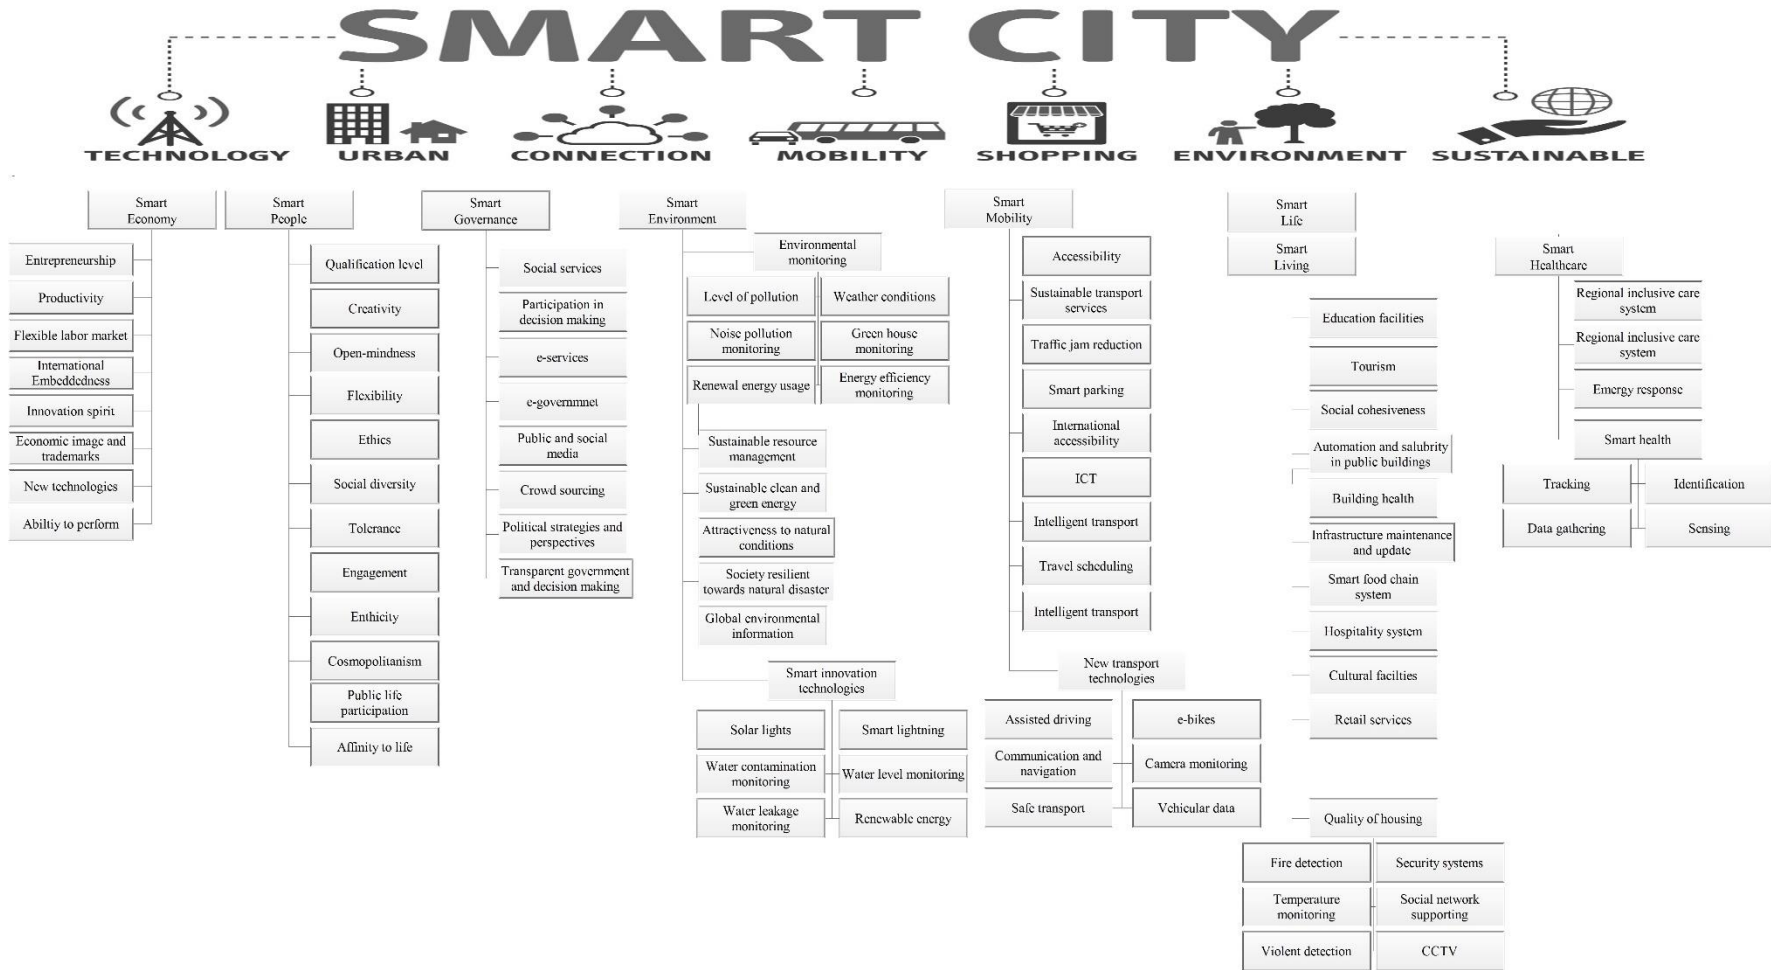 SMART CITY
TECHNOLOGY
URBAN
CONNECTION
MOBILITY
SHOPPING
ENVIRONMENT
SUSTAINABLE
Smart
Economy
Entrepreneurship
Productivity
Flexible labor market
International
Embeddedness
Innovation spirit
Economic image and
trademarks
New technologies
Abiltiy to perform
Smart
People
Qualification level
Creativity
Open-mindness
Flexibility
Ethics
Social diversity
Tolerance
Engagement
Enthicity
Cosmopolitanism
Public life
participation
Affinity to life
Smart
Governance
Social services
Participation in
decision making
e-services
e-governmnet
Public and social
media
Crowd sourcing
Political strategies and
perspectives
Transparent government
and decision making
Smart
Environment
Environmental
monitoring
Level of pollution
Weather conditions
Noise pollution
monitoring
Green house
monitoring
Renewal energy usage
Energy efficiency
monitoring
Sustainable resource
management
Sustainable clean and
green energy
Attractiveness to natural
conditions
Society resilient
towards natural disaster
Global environmental
information
Smart innovation
technologies
Solar lights
Smart lightning
Water contamination
monitoring
Water level monitoring
Water leakage
monitoring
Renewable energy
Smart
Mobility
Accessibility
Sustainable transport
services
Traffic jam reduction
Smart parking
International
accessibility
ICT
Intelligent transport
Travel scheduling
Intelligent transport
New transport
technologies
Assisted driving
e-bikes
Communication and
navigation
Camera monitoring
Safe transport
Vehicular data
Smart
Life
Smart
Living
Education facilities
Tourism
Social cohesiveness
Automation and salubrity
in public buildings
Building health
Infrastructure maintenance
and update
Smart food chain
system
Hospitality system
Cultural facilties
Retail services
Quality of housing
Fire detection
Security systems
Temperature
monitoring
Social network
supporting
Violent detection
CCTV
Smart
Healthcare
Regional inclusive care
system
Regional inclusive care
system
Emergy response
Smart health
Tracking
Identification
Data gathering
Sensing